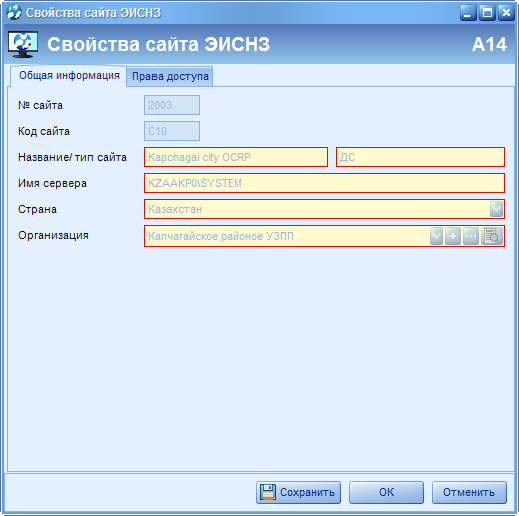 Свойства сайта ЭИСНЗ
Свойства сайта ЭИСНЗ A14
Общая информация Права доступа
№ сайта 2003
Код сайта C10
Название/ тип сайта Kapchagai city OCRP ДС
Имя сервера KZAAKP0\SYSTEM
Страна Казахстан
Организация Капчагайское районое УЗПП
Сохранить ОК Отменить